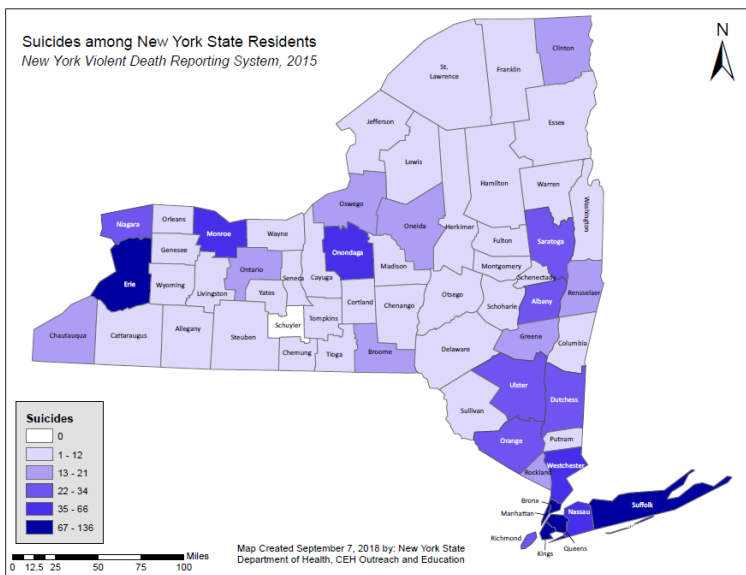 Suicides among New York State Residents
New York Violent Death Reporting System, 2015
N
Clinton
St.
Lawrence
Franklin
Essex
Jefferson
Lewis
Hamilton
Warren
Washington
Oswego
Oneida
Herkimer
Fulton
Saratoga
Niagara
Orleans
Monroe
Wayne
Onondaga
Madison
Montgomery
Schenectady
Rensselaer
Genesee
Ontario
Seneca
Cayuga
Otsego
Schoharie
Albany
Erie
Wyoming
Livingston
Yates
Cortland
Chenango
Greene
Columbia
Chautauqua
Cattaraugus
Allegany
Steuben
Schuyler
Tompkins
Chemung
Tioga
Broome
Delaware
Ulster
Dutchess
Sullivan
Orange
Putnam
Rockland
Westchester
Bronx
Manhattan
Nassau
Suffolk
Richmond
Kings
Queens
Suicides
0
1 - 12
13 - 21
22 - 34
35 - 66
67 - 136
Miles
0 12.5 25 50 75 100
Map Created September 7, 2018 by: New York State
Department of Health, CEH Outreach and Education